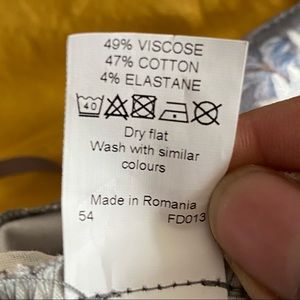 49% VISCOSE
47% COTTON
4% ELASTANE
40
Dry flat
Wash with similar
colours
Made in Romania
54 FD013